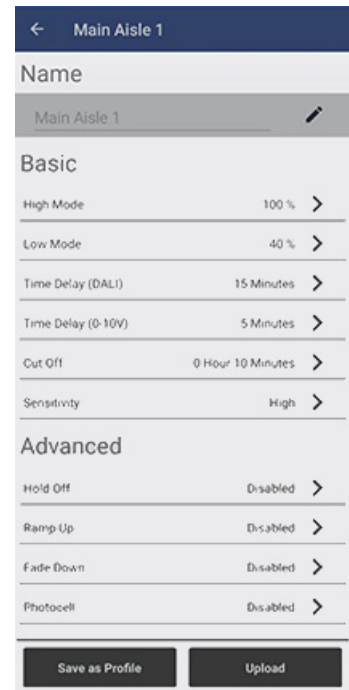 Main Aisle 1
Name
Main Aisle 1
Basic
High Mode 100 %
Low Mode 40 %
Time Delay (DALI) 15 Minutes
Time Delay (0-10V) 5 Minutes
Cut Off 0 Hour 10 Minutes
Sensitivity High
Advanced
Hold Off Disabled
Ramp Up Disabled
Fade Down Disabled
Photocell Disabled
Save as Profile Upload